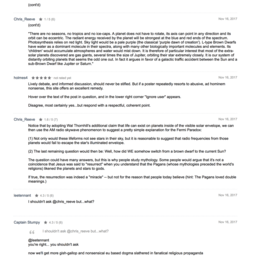 (cont'd)
Chris_Reeve
Nov 18, 2017
(cont'd)
"There are no seasons, no tropics and no ice-caps. A planet does not have to rotate, its axis can point in any direction and its
orbit can be eccentric. The radiant energy received by the planet will be strongest at the blue and red ends of the spectrum.
Photosynthesis relies on red light. Sky light would be a pale purple (the classical 'purple dawn of creation'). L-type Brown Dwarfs
have water as a dominant molecule in their spectra, along with many other biologically important molecules and elements. Its
'children' would accumulate atmospheres and water would mist down. It is therefore of particular interest that most of the extra-
solar planets discovered are gas giants, several times the size of Jupiter, orbiting their star extremely closely. It is our system of
distantly orbiting planets that seems the odd one out. In fact it argues in favor of a galactic traffic accident between the Sun and a
sub-Brown Dwarf like Jupiter or Saturn."
Nov 18, 2017
Lively debate, and informed discussion, should never be stifled. But if a poster repeatedly resorts to abusive, ad hominem
nonsense, this site offers an excellent remedy.
Hover over the text of the post in question, and in the lower right corner "Ignore user" appears.
Disagree, most certainly yes.. but respond with a respectful, coherent point.
Chris_Reeve
Nov 18, 2017
Notice that by adopting Wal Thornhill's additional claim that life can exist on planets inside of the visible solar envelope, we can
then use the AMI radio skywave phenomenon to suggest a pretty simple explanation for the Fermi Paradox.
(1) Not only would these lifeforms not see stars in their sky, but it is reasonable to suggest that radio frequencies from these
planets would fail to escape the star's illuminated envelope
(2) The last remaining question would then be: Well, how did WE somehow switch from a brown dwarf to the current Sun?
The question could have many answers, but this is why people study mythology. Some people would argue that it's not a
coincidence that Jesus was said to "resurrect" when you understand that the Pagans (whose mythologies preceded the world's
religions) likened the planets and stars to gods.
If true, the resurrection was indeed a "miracle" -- but not for the reason that people today believe (hint: The Pagans loved double
meanings.)
Nov 18, 2017
I shouldn't ask @chris_reeve but.. what?
Captain Stumpy
Nov 18, 2017
I shouldn't ask @chris_reeve but.. what?
you're right... you shouldn't ask
now we'll get more gish-gallop and nonsensical eu based dogma slathered in fanatical religious propaganda